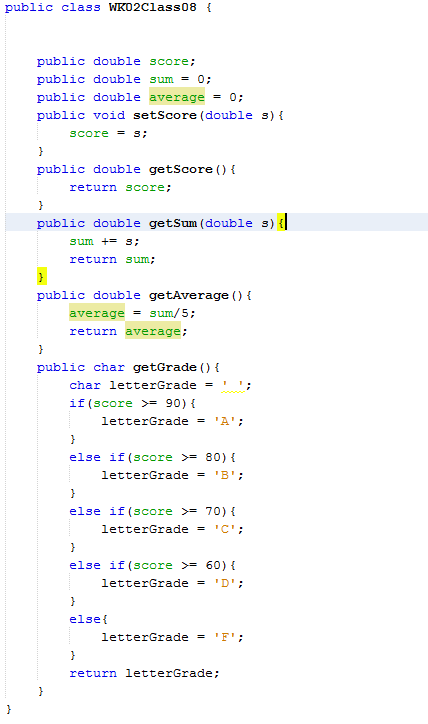 public class WK02Class08 {
    public double score;
    public double sum = 0;
    public double average = 0;
    public void setScore(double s){
        score = s;
    }
    public double getScore(){
        return score;
    }
    public double getSum(double s){
        sum += s;
        return sum;
    }
    public double getAverage(){
        average = sum/5;
        return average;
    }
    public char getGrade(){
        char letterGrade = ' ';
        if(score >= 90){
            letterGrade = 'A';
        }
        else if(score >= 80){
            letterGrade = 'B';
        }
        else if(score >= 70){
            letterGrade = 'C';
        }
        else if(score >= 60){
            letterGrade = 'D';
        }
        else{
            letterGrade = 'F';
        }
        return letterGrade;
    }
}